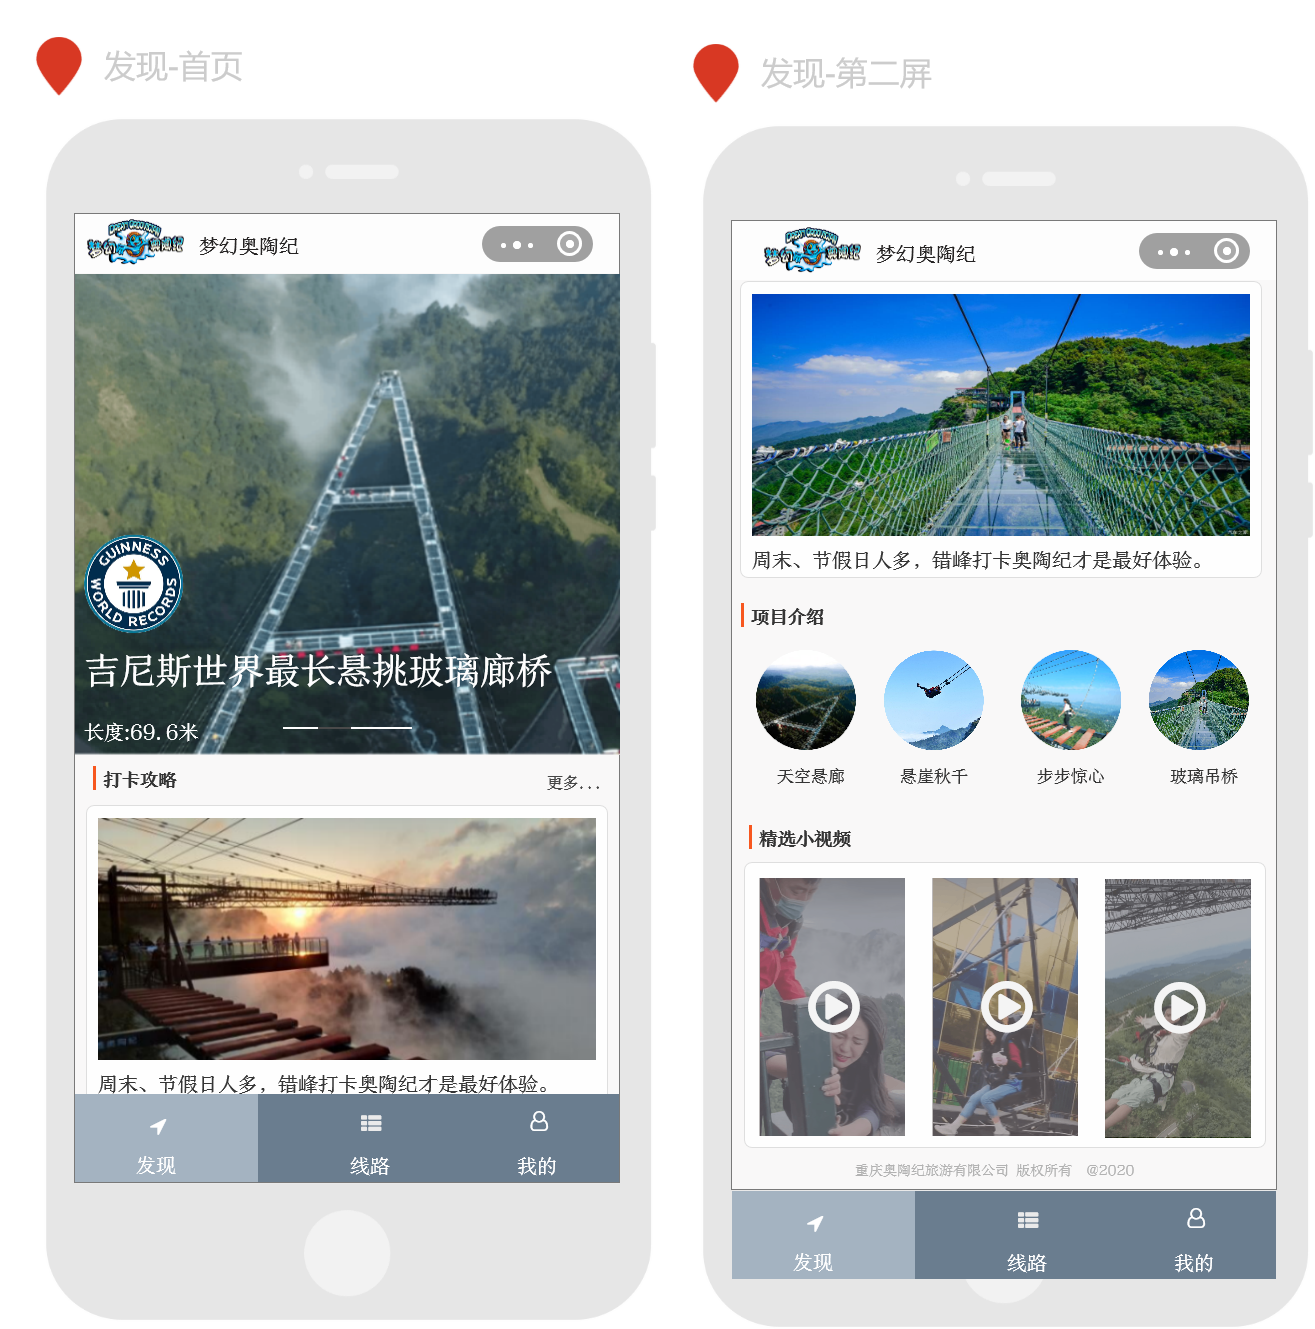 发现-首页
梦幻奥陶纪
GUINNESS
WORLD RECORDS
吉尼斯世界最长悬挑玻璃廊桥
长度:69.6米
打卡攻略
更多...
周末、节假日人多，错峰打卡奥陶纪才是最好体验。
发现
线路
我的
发现-第二屏
梦幻奥陶纪
周末、节假日人多，错峰打卡奥陶纪才是最好体验。
项目介绍
天空悬廊
悬崖秋千
步步惊心
玻璃吊桥
精选小视频
重庆奥陶纪旅游有限公司 版权所有 @2020
发现
线路
我的